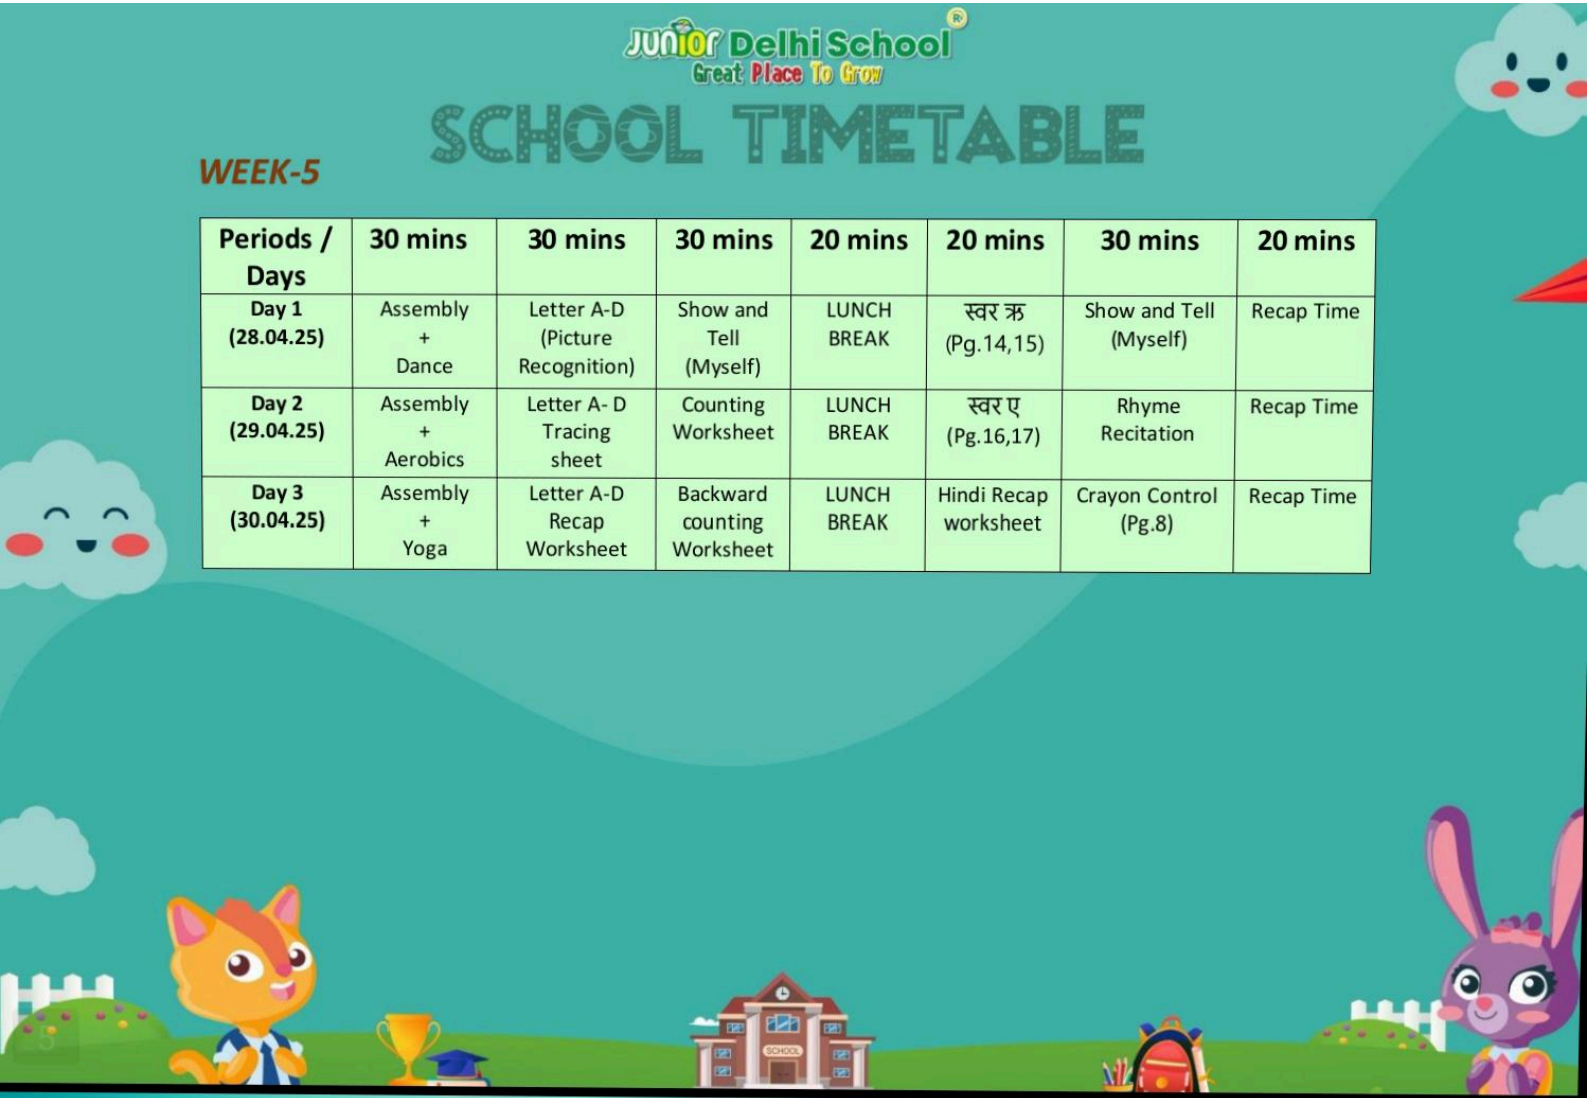 JUNIOR Delhi School ®
Great Place To Grow
SCHOOL TIMETABLE
WEEK-5
Periods / Days 30 mins 30 mins 30 mins 20 mins 20 mins 30 mins 20 mins
Day 1 (28.04.25) Assembly + Dance Letter A-D (Picture Recognition) Show and Tell (Myself) LUNCH BREAK स्वर ऋ (Pg.14,15) Show and Tell (Myself) Recap Time
Day 2 (29.04.25) Assembly + Aerobics Letter A- D Tracing sheet Counting Worksheet LUNCH BREAK स्वर ए (Pg.16,17) Rhyme Recitation Recap Time
Day 3 (30.04.25) Assembly + Yoga Letter A-D Recap Worksheet Backward counting Worksheet LUNCH BREAK Hindi Recap worksheet Crayon Control (Pg.8) Recap Time
5
SCHOOL